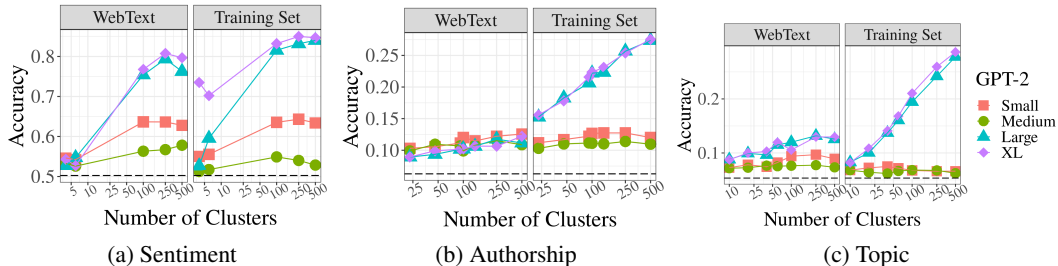 WebText Training Set
Accuracy
0.8
0.7
0.6
0.5
5 10 25 50 100 250 500 5 10 25 50 100 250 500
Number of Clusters
(a) Sentiment
WebText Training Set
Accuracy
0.25
0.20
0.15
0.10
25 50 100 250 500 25 50 100 250 500
Number of Clusters
(b) Authorship
WebText Training Set
Accuracy
0.2
0.1
10 25 50 100 250 500 10 25 50 100 250 500
Number of Clusters
(c) Topic
GPT-2
Small
Medium
Large
XL